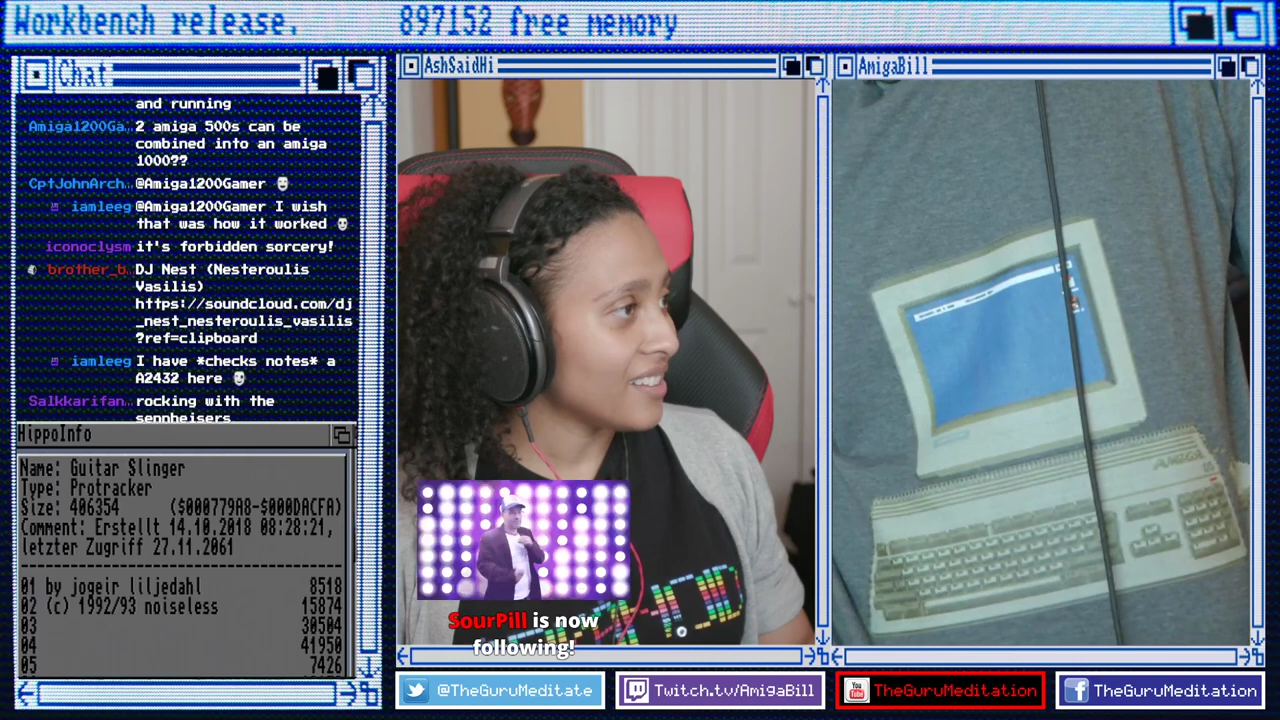 Workbench release. 897152 free memory
Chat
and running
Amiga1200Ga… 2 amiga 500s can be
combined into an amiga
1000??
CptJohnArch… @Amiga1200Gamer
iamleeg @Amiga1200Gamer I wish
that was how it worked
iconoclysm it's forbidden sorcery!
brother_b… DJ Nest (Nesteroulis
Vasilis)
https://soundcloud.com/dj
_nest_nesteroulis_vasilis
?ref=clipboard
iamleeg I have *checks notes* a
A2432 here
Salkkarifan… rocking with the
sennheisers
HippoInfo
Name: Guitar Slinger
Type: Protracker
Size: 406354 ($000779A8-$000DACFA)
Comment: Erstellt 14.10.2018 08:28:21,
letzter Zugriff 27.11.2061
01 by jogeir liljedahl 8518
02 (c) 1992/93 noiseless 15874
03 30504
04 41950
05 7426
AshSaidHi
SourPill is now
following!
AmigaBill
@TheGuruMeditate
Twitch.tv/AmigaBill
TheGuruMeditation
TheGuruMeditation